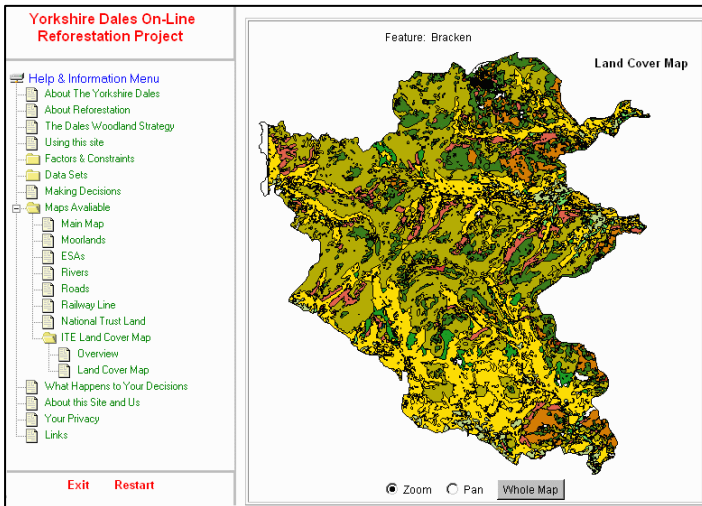 Yorkshire Dales On-Line
Reforestation Project
Help & Information Menu
About The Yorkshire Dales
About Reforestation
The Dales Woodland Strategy
Using this site
Factors & Constraints
Data Sets
Making Decisions
Maps Avaliable
Main Map
Moorlands
ESAs
Rivers
Roads
Railway Line
National Trust Land
ITE Land Cover Map
Overview
Land Cover Map
What Happens to Your Decisions
About this Site and Us
Your Privacy
Links
Exit Restart
Feature: Bracken
Land Cover Map
Zoom Pan Whole Map